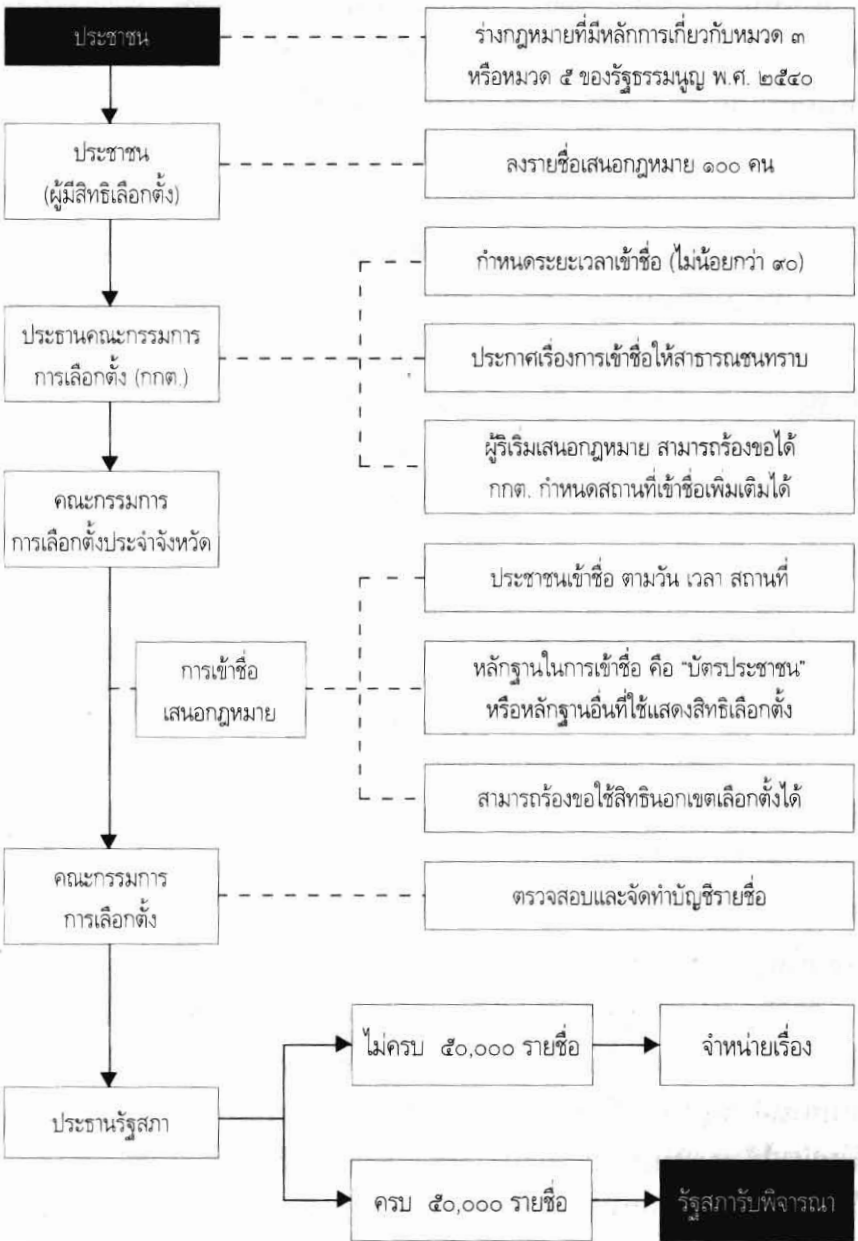 ประชาชน
ร่างกฎหมายที่มีหลักการเกี่ยวกับหมวด ๓
หรือหมวด ๕ ของรัฐธรรมนูญ พ.ศ. ๒๕๔๐
ประชาชน
(ผู้มีสิทธิเลือกตั้ง)
ลงรายชื่อเสนอกฎหมาย ๑๐๐ คน
กำหนดระยะเวลาเข้าชื่อ (ไม่น้อยกว่า ๙๐)
ประธานคณะกรรมการ
การเลือกตั้ง (กกต.)
ประกาศเรื่องการเข้าชื่อให้สาธารณชนทราบ
ผู้ริเริ่มเสนอกฎหมาย สามารถร้องขอได้
กกต. กำหนดสถานที่เข้าชื่อเพิ่มเติมได้
คณะกรรมการ
การเลือกตั้งประจำจังหวัด
ประชาชนเข้าชื่อ ตามวัน เวลา สถานที่
การเข้าชื่อ
เสนอกฎหมาย
หลักฐานในการเข้าชื่อ คือ "บัตรประชาชน"
หรือหลักฐานอื่นที่ใช้แสดงสิทธิเลือกตั้ง
สามารถร้องขอใช้สิทธินอกเขตเลือกตั้งได้
คณะกรรมการ
การเลือกตั้ง
ตรวจสอบและจัดทำบัญชีรายชื่อ
ไม่ครบ ๕๐,๐๐๐ รายชื่อ
จำหน่ายเรื่อง
ประธานรัฐสภา
ครบ ๕๐,๐๐๐ รายชื่อ
รัฐสภารับพิจารณา